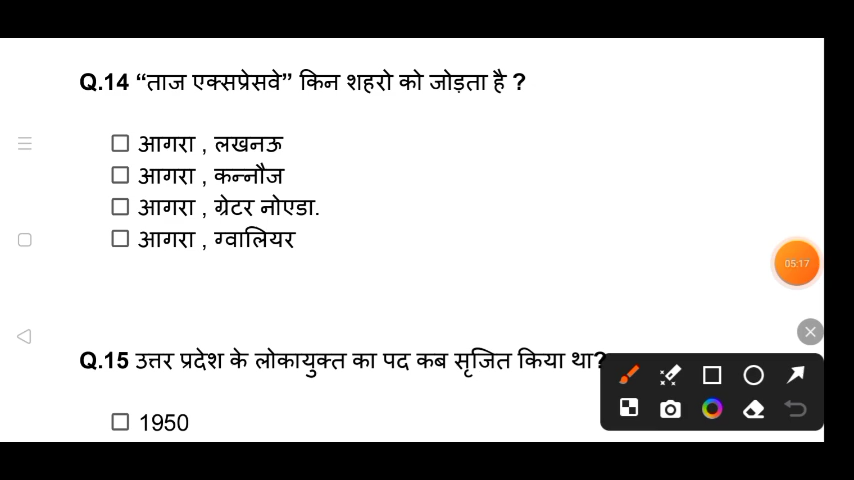 Q.14 “ताज एक्सप्रेसवे” किन शहरो को जोड़ता है ?
आगरा , लखनऊ
आगरा , कन्नौज
आगरा , ग्रेटर नोएडा.
आगरा , ग्वालियर
05:17
Q.15 उत्तर प्रदेश के लोकायुक्त का पद कब सृजित किया था?
1950